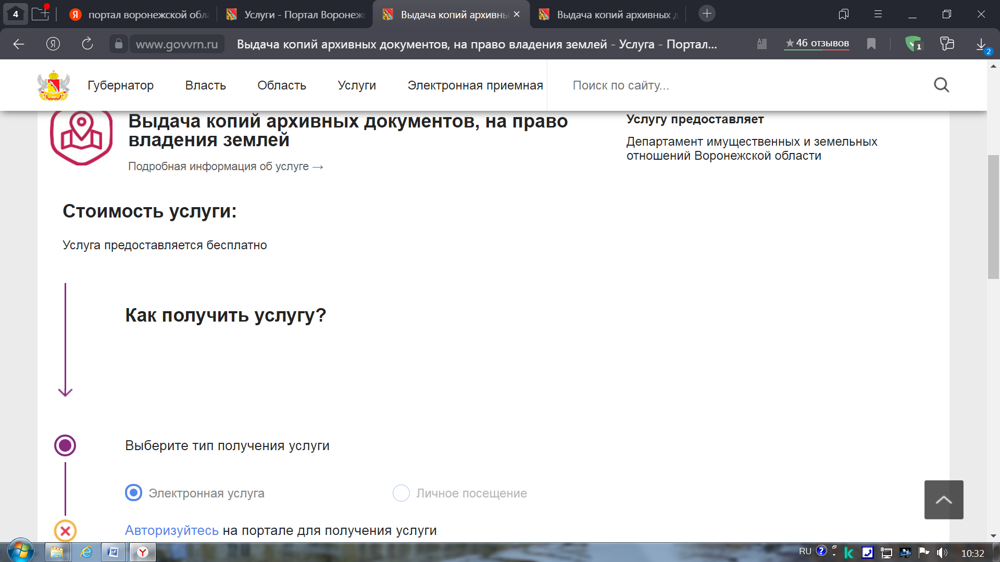 4
Я
портал воронежской обла
Услуги - Портал Воронежс
Выдача копий архивны
Выдача копий архивных д
Я
www.govvrn.ru
Выдача копий архивных документов, на право владения землей - Услуга - Портал...
★46 отзывов
1
2
Губернатор
Власть
Область
Услуги
Электронная приемная
Поиск по сайту...
Выдача копий архивных документов, на право
владения землей
Подробная информация об услуге →
Услугу предоставляет
Департамент имущественных и земельных
отношений Воронежской области
Стоимость услуги:
Услуга предоставляется бесплатно
Как получить услугу?
Выберите тип получения услуги
Электронная услуга
Личное посещение
Авторизуйтесь на портале для получения услуги
RU
10:32